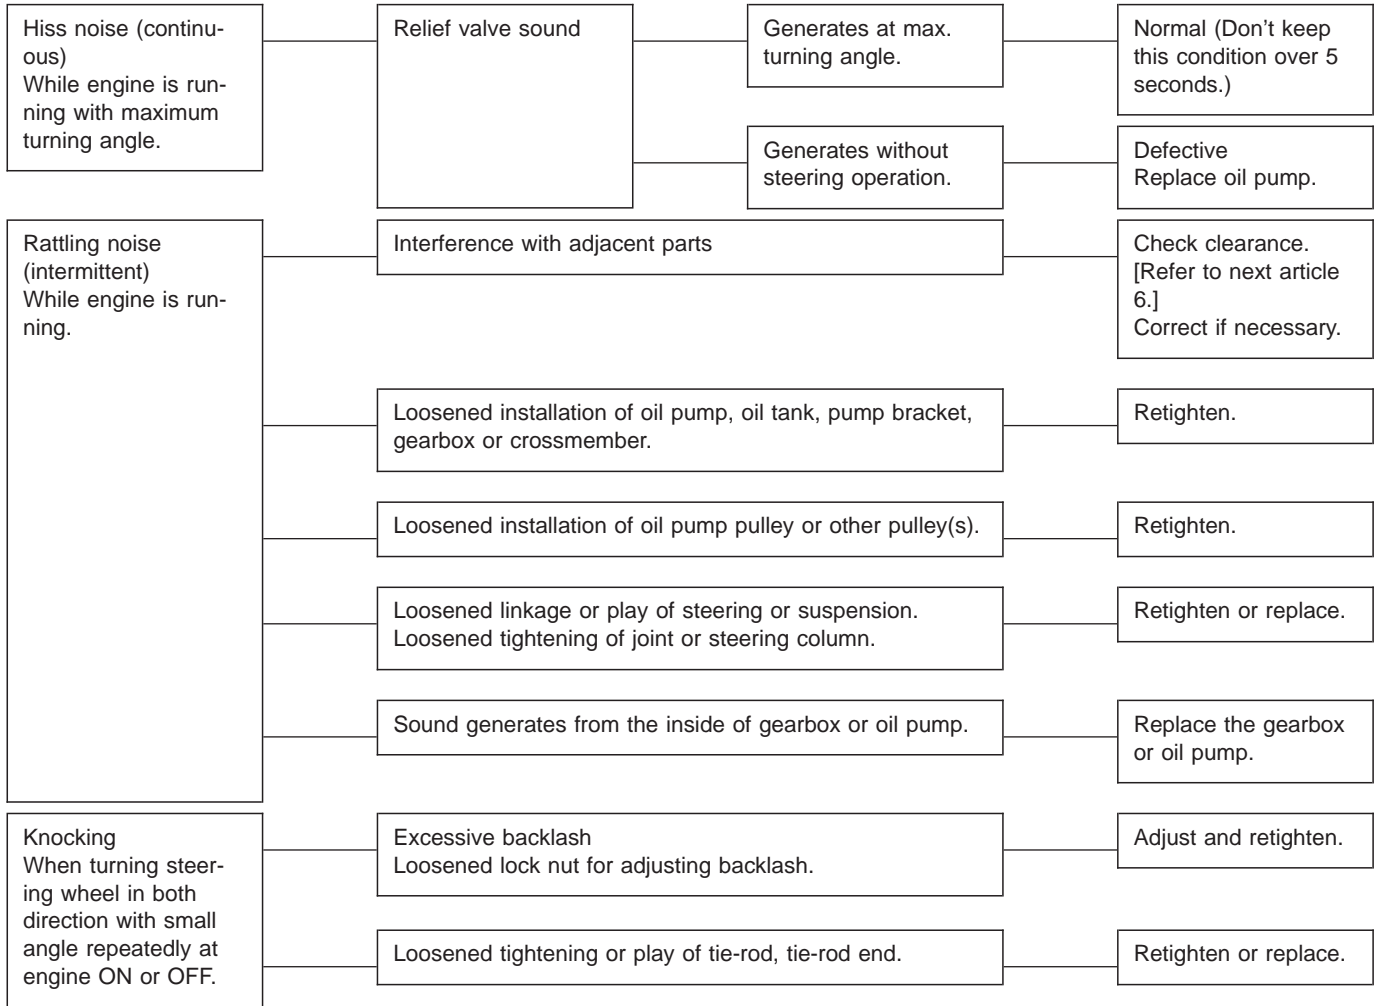 Hiss noise (continu-
ous)
While engine is run-
ning with maximum
turning angle.
Relief valve sound
Generates at max.
turning angle.
Normal (Don't keep
this condition over 5
seconds.)
Generates without
steering operation.
Defective
Replace oil pump.
Rattling noise
(intermittent)
While engine is run-
ning.
Interference with adjacent parts
Check clearance.
[Refer to next article
6.]
Correct if necessary.
Loosened installation of oil pump, oil tank, pump bracket,
gearbox or crossmember.
Retighten.
Loosened installation of oil pump pulley or other pulley(s).
Retighten.
Loosened linkage or play of steering or suspension.
Loosened tightening of joint or steering column.
Retighten or replace.
Sound generates from the inside of gearbox or oil pump.
Replace the gearbox
or oil pump.
Knocking
When turning steer-
ing wheel in both
direction with small
angle repeatedly at
engine ON or OFF.
Excessive backlash
Loosened lock nut for adjusting backlash.
Adjust and retighten.
Loosened tightening or play of tie-rod, tie-rod end.
Retighten or replace.